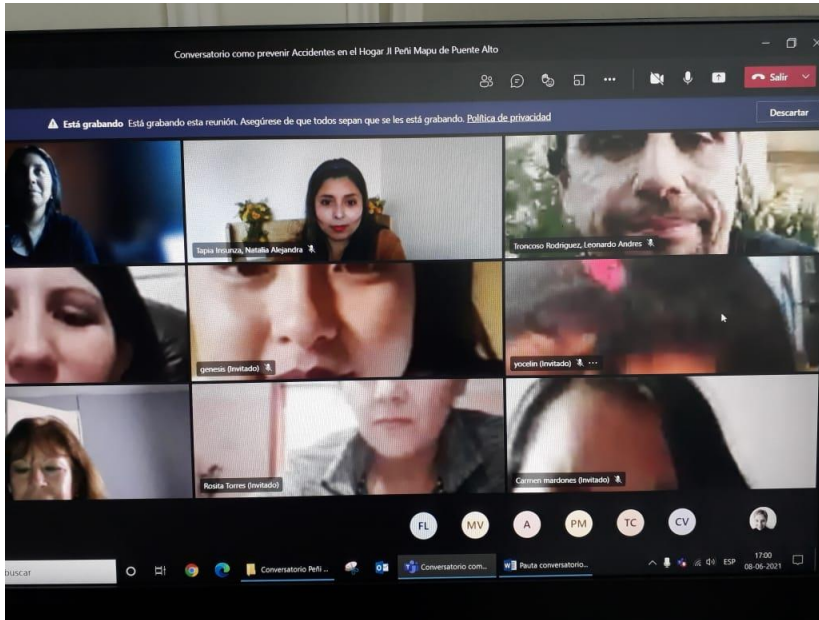 Conversatorio como prevenir Accidentes en el Hogar JI Peñi Mapu de Puente Alto
Salir
Está grabando Está grabando esta reunión. Asegúrese de que todos sepan que se les está grabando. Política de privacidad
Descartar
Tapia Insunza, Natalia Alejandra
Troncoso Rodriguez, Leonardo Andres
genesis (Invitado)
yocelin (Invitado)
Rosita Torres (Invitado)
Carmen mardones (Invitado)
FL
MV
A
PM
TC
CV
buscar
Conversatorio Peñi ...
Conversatorio com...
Pauta conversatorio...
ESP
17:00
08-06-2021